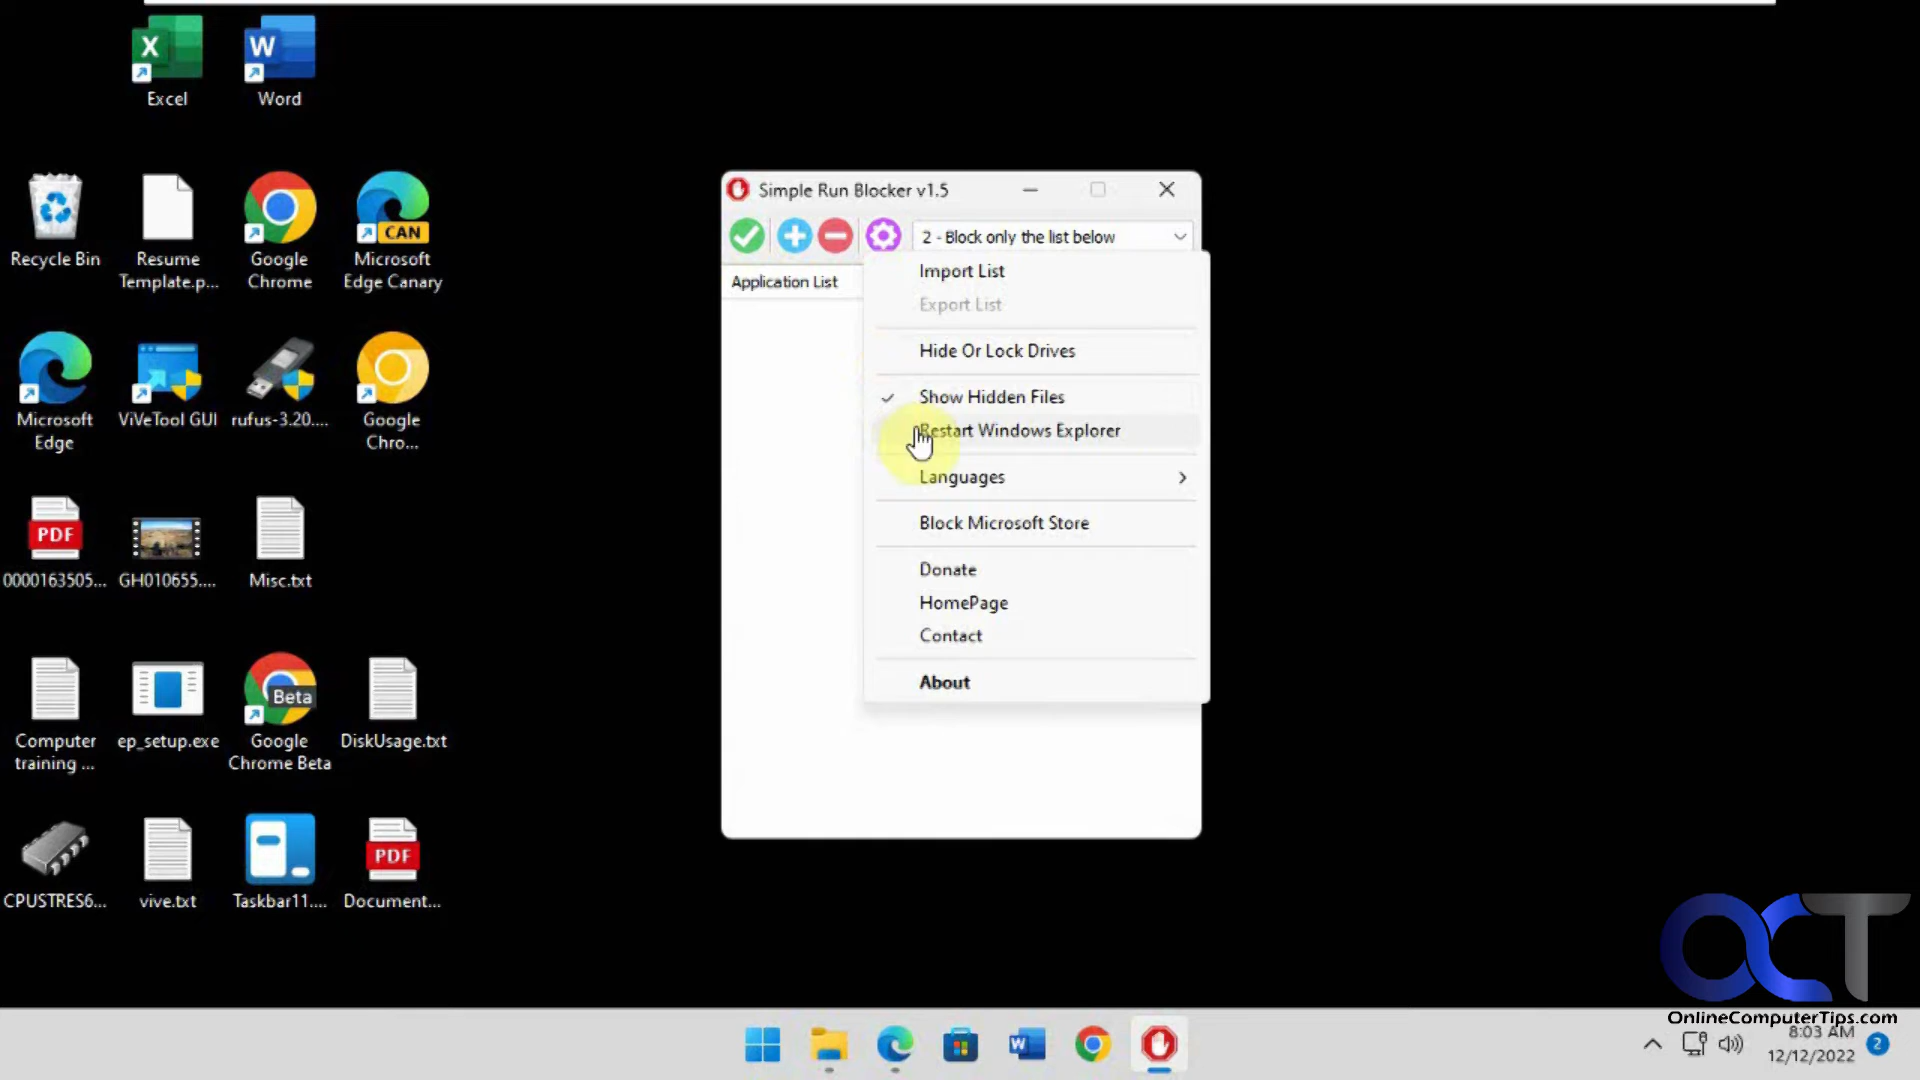 Excel
Word
Recycle Bin
Resume
Template.p...
Google
Chrome
CAN
Microsoft
Edge Canary
Microsoft
Edge
ViVeTool GUI
rufus-3.20....
Google
Chro...
PDF
0000163505...
GH010655....
Misc.txt
Computer
training ...
ep_setup.exe
Beta
Google
Chrome Beta
DiskUsage.txt
CPUSTRES6...
vive.txt
Taskbar11....
PDF
Document...
Simple Run Blocker v1.5
2 - Block only the list below
Application List
Import List
Export List
Hide Or Lock Drives
Show Hidden Files
Restart Windows Explorer
Languages
Block Microsoft Store
Donate
HomePage
Contact
About
OCT
OnlineComputerTips.com
8:03 AM
12/12/2022
2